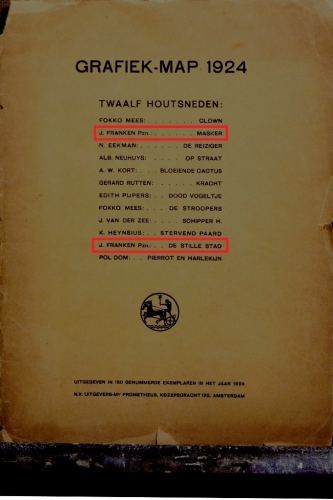 GRAFIEK-MAP 1924
TWAALF HOUTSNEDEN:
FOKKO MEES: . . . . . . CLOWN
J. FRANKEN Pzn.: . . . . . MASKER
N. EEKMAN: . . . . . DE REIZIGER
ALB. NEUHUYS: . . . . OP STRAAT
A. W. KORT: . . BLOEIENDE CACTUS
GERARD RUTTEN: . . . . KRACHT
EDITH PIJPERS: . . DOOD VOGELTJE
FOKKO MEES: . . . DE STROOPERS
J. VAN DER ZEE: . . . SCHIPPER H.
K. HEYNSIUS: . . STERVEND PAARD
J. FRANKEN Pzn.: . . DE STILLE STAD
POL DOM: . . PIERROT EN HARLEKIJN
UITGEGEVEN IN 150 GENUMMERDE EXEMPLAREN IN HET JAAR 1924
N.V. UITGEVERS-MY PROMETHEUS, KEIZERSGRACHT 130, AMSTERDAM